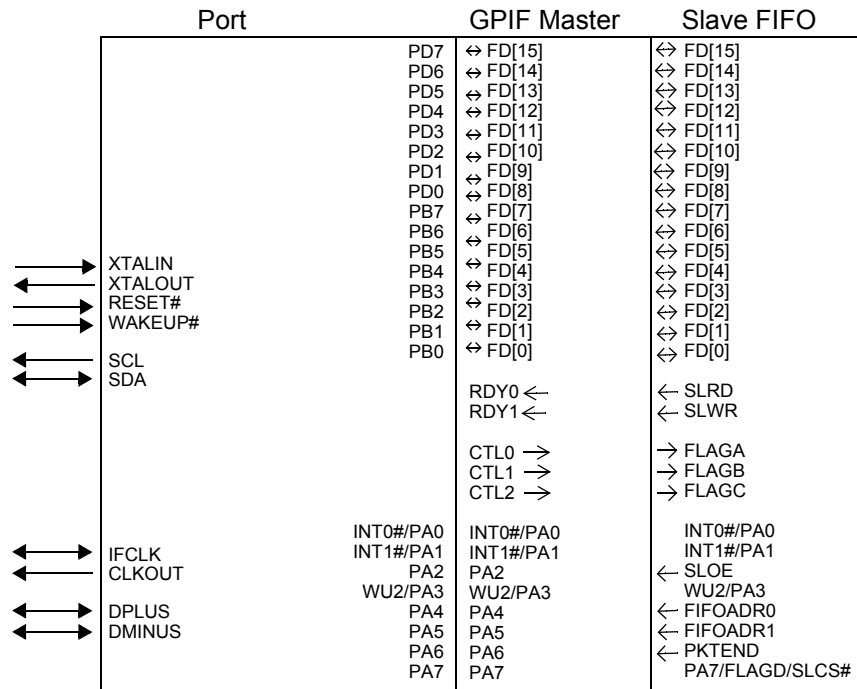 Port GPIF Master Slave FIFO
PD7 FD[15] FD[15]
PD6 FD[14] FD[14]
PD5 FD[13] FD[13]
PD4 FD[12] FD[12]
PD3 FD[11] FD[11]
PD2 FD[10] FD[10]
PD1 FD[9] FD[9]
PD0 FD[8] FD[8]
PB7 FD[7] FD[7]
PB6 FD[6] FD[6]
PB5 FD[5] FD[5]
XTALIN PB4 FD[4] FD[4]
XTALOUT PB3 FD[3] FD[3]
RESET# PB2 FD[2] FD[2]
WAKEUP# PB1 FD[1] FD[1]
SCL PB0 FD[0] FD[0]
SDA
RDY0 SLRD
RDY1 SLWR
CTL0 FLAGA
CTL1 FLAGB
CTL2 FLAGC
INT0#/PA0 INT0#/PA0 INT0#/PA0
IFCLK INT1#/PA1 INT1#/PA1 INT1#/PA1
CLKOUT PA2 PA2 SLOE
WU2/PA3 WU2/PA3 WU2/PA3
DPLUS PA4 PA4 FIFOADR0
DMINUS PA5 PA5 FIFOADR1
PA6 PA6 PKTEND
PA7 PA7 PA7/FLAGD/SLCS#